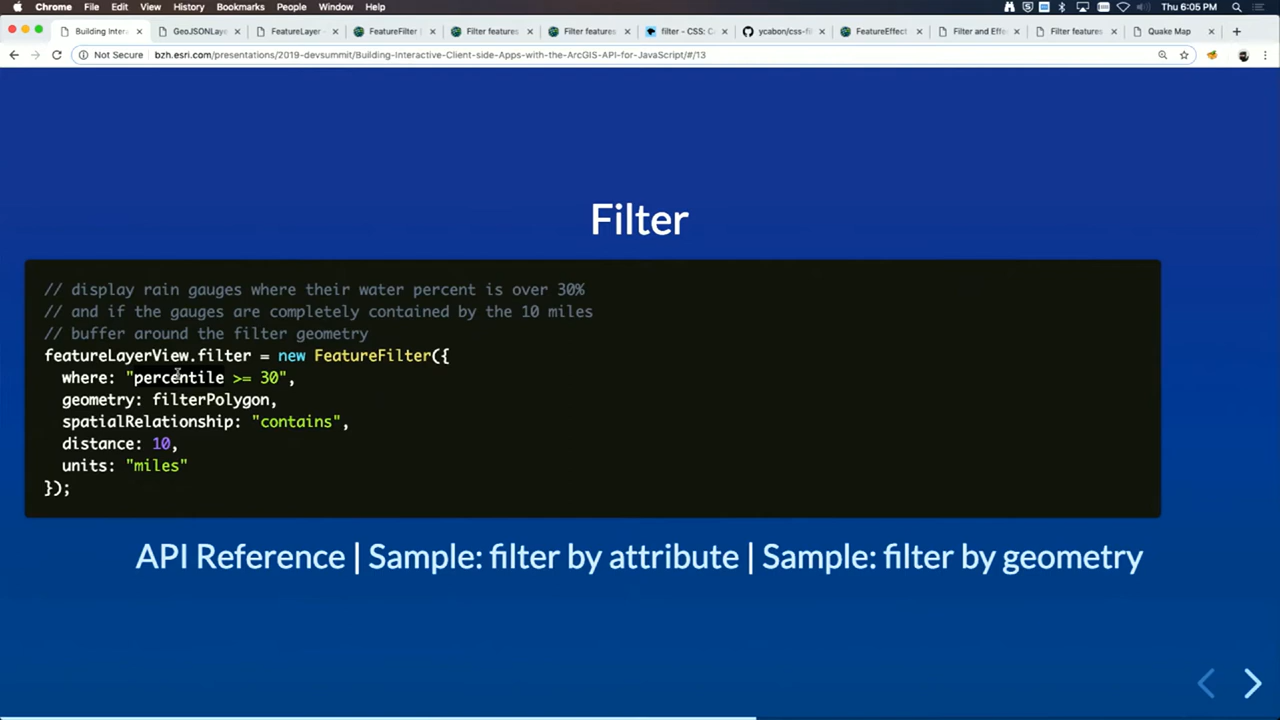 Chrome File Edit View History Bookmarks People Window Help Thu 6:05 PM
Building Intera GeoJSONLaye FeatureLayer FeatureFilter Filter features Filter features filter - CSS: Ca ycabon/css-fi FeatureEffect Filter and Effe Filter features Quake Map
Not Secure bzh.esri.com/presentations/2019-devsummit/Building-Interactive-Client-side-Apps-with-the-ArcGIS-API-for-JavaScript/#/13
Filter
// display rain gauges where their water percent is over 30%
// and if the gauges are completely contained by the 10 miles
// buffer around the filter geometry
featureLayerView.filter = new FeatureFilter({
where: "percentile >= 30",
geometry: filterPolygon,
spatialRelationship: "contains",
distance: 10,
units: "miles"
});
API Reference | Sample: filter by attribute | Sample: filter by geometry